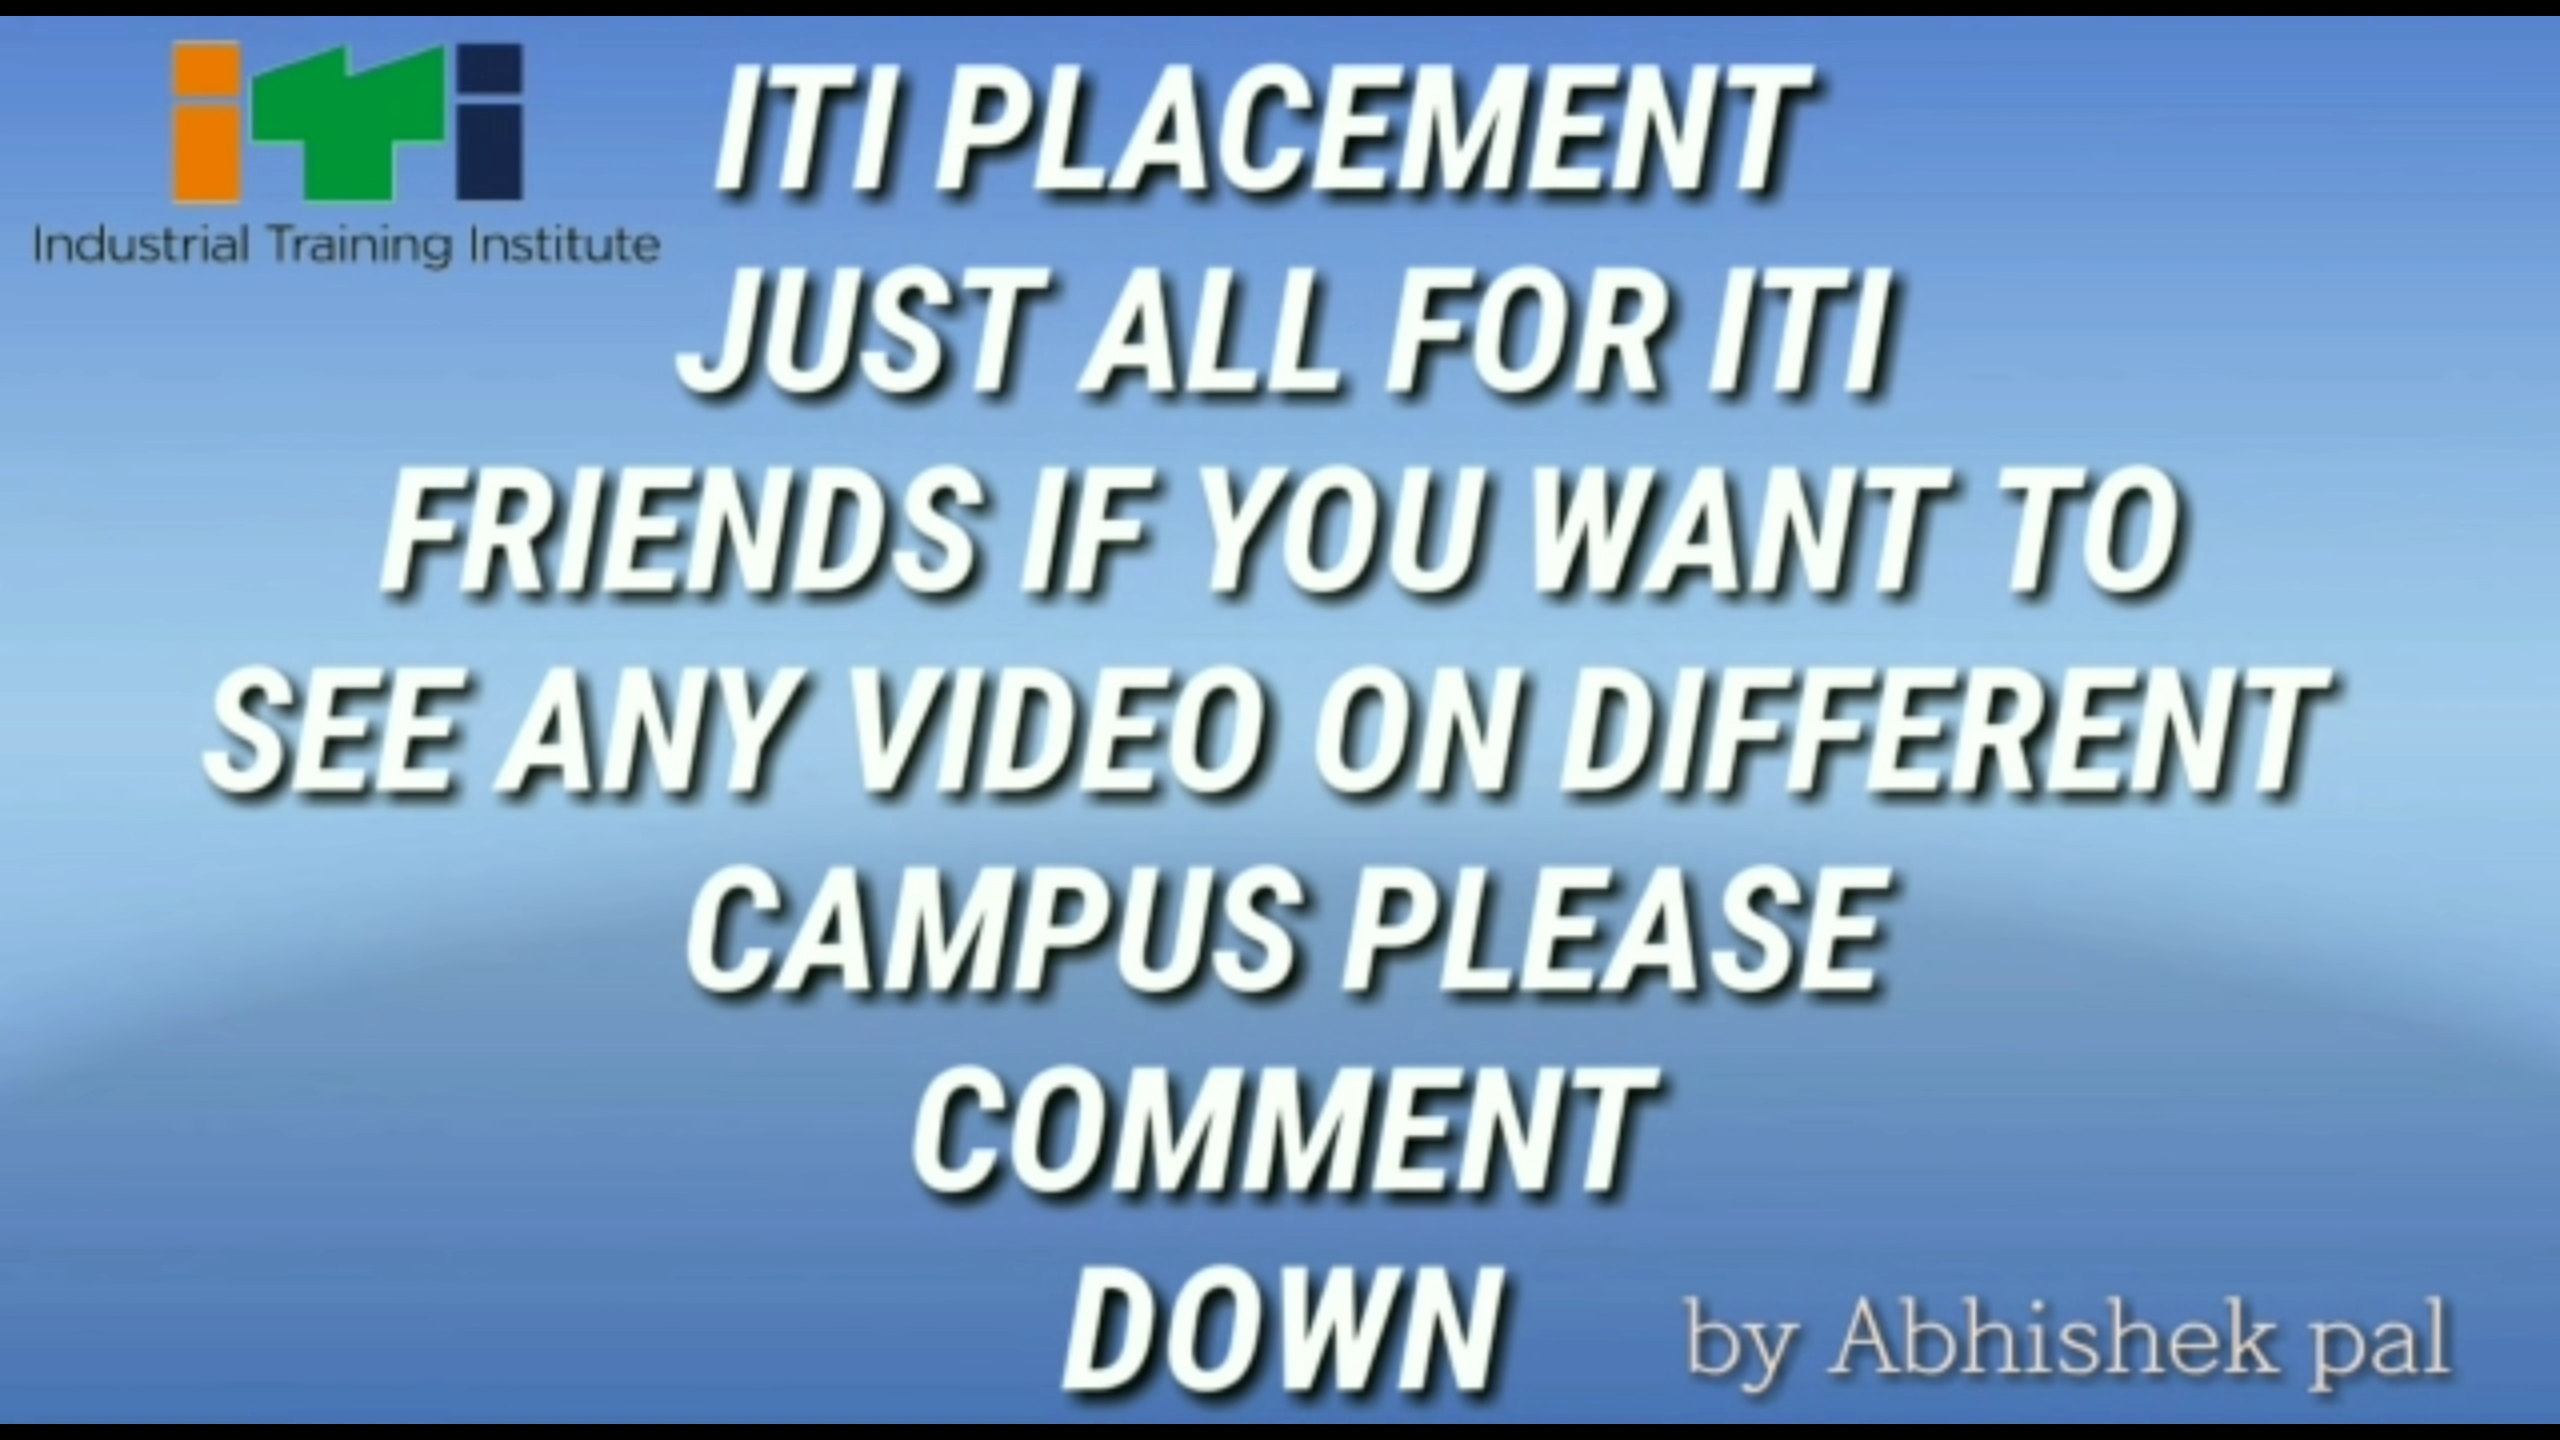 iTi
Industrial Training Institute
ITI PLACEMENT
JUST ALL FOR ITI
FRIENDS IF YOU WANT TO
SEE ANY VIDEO ON DIFFERENT
CAMPUS PLEASE
COMMENT
DOWN
by Abhishek pal